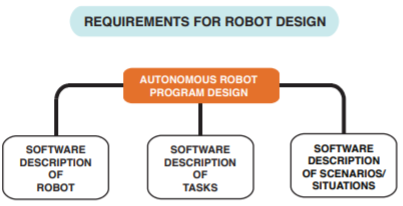 REQUIREMENTS FOR ROBOT DESIGN
AUTONOMOUS ROBOT
PROGRAM DESIGN
SOFTWARE
DESCRIPTION
OF
ROBOT
SOFTWARE
DESCRIPTION
OF
TASKS
SOFTWARE
DESCRIPTION
OF SCENARIOS/
SITUATIONS